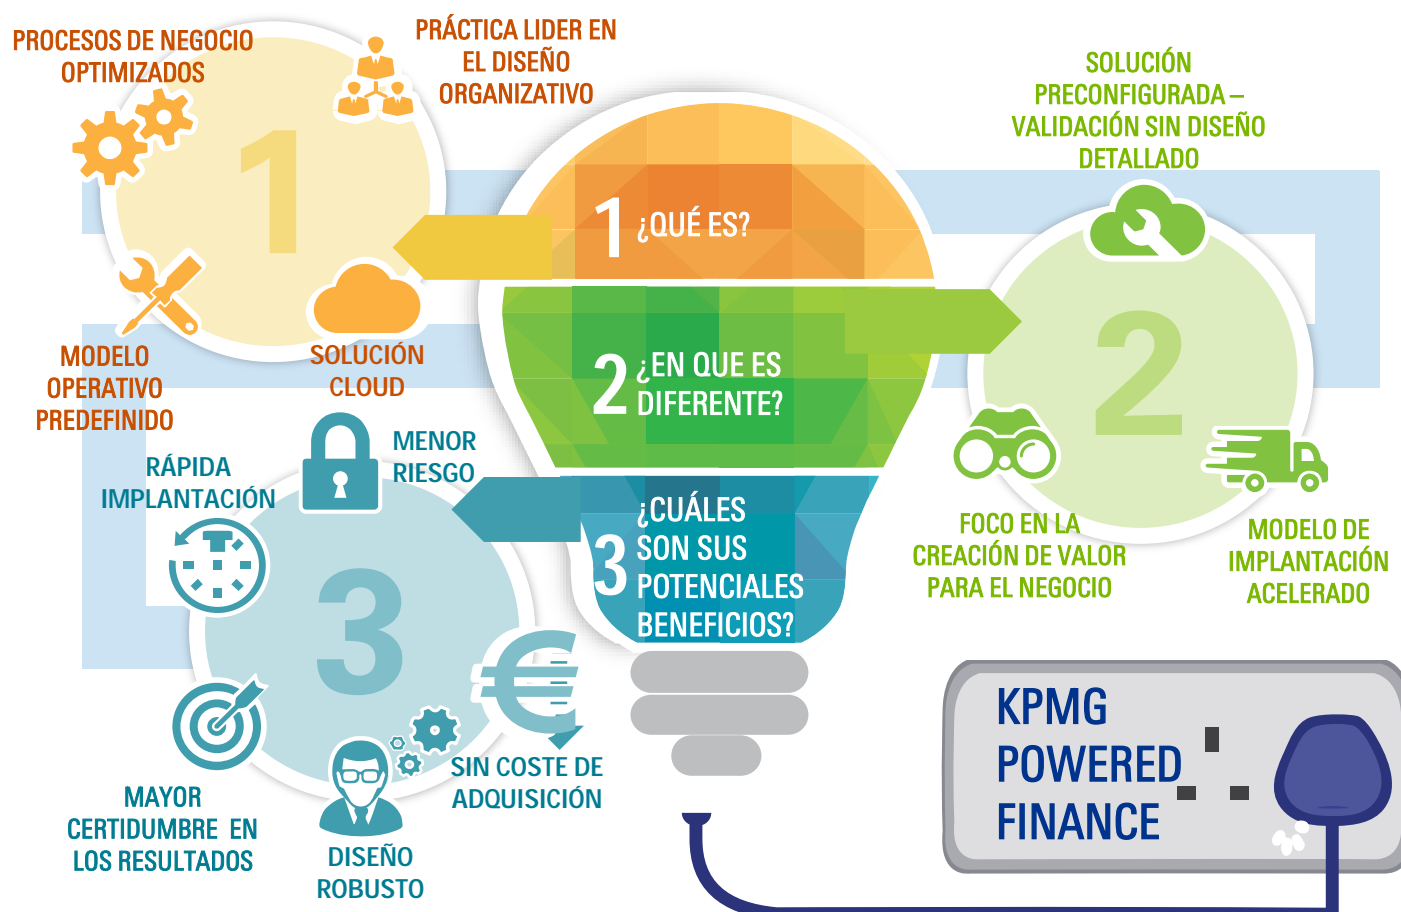 PROCESOS DE NEGOCIO
OPTIMIZADOS
PRÁCTICA LIDER EN
EL DISEÑO
ORGANIZATIVO
1
MODELO
OPERATIVO
PREDEFINIDO
SOLUCIÓN
CLOUD
1 ¿QUÉ ES?
2 ¿EN QUE ES
DIFERENTE?
3 ¿CUÁLES
SON SUS
POTENCIALES
BENEFICIOS?
SOLUCIÓN
PRECONFIGURADA –
VALIDACIÓN SIN DISEÑO
DETALLADO
2
FOCO EN LA
CREACIÓN DE VALOR
PARA EL NEGOCIO
MODELO DE
IMPLANTACIÓN
ACELERADO
RÁPIDA
IMPLANTACIÓN
MENOR
RIESGO
3
€
MAYOR
CERTIDUMBRE EN
LOS RESULTADOS
DISEÑO
ROBUSTO
SIN COSTE DE
ADQUISICIÓN
KPMG
POWERED
FINANCE